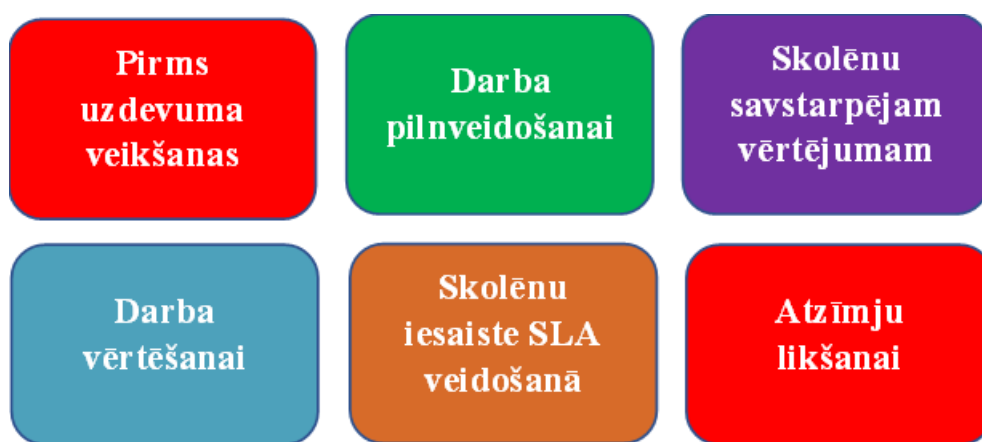 Pirms
uzdevuma
veikšanas
Darba
pilnveidošanai
Skolēnu
savstarpējam
vērtējumam
Darba
vērtēšanai
Skolēnu
iesaiste SLA
veidošanā
Atzīmju
likšanai